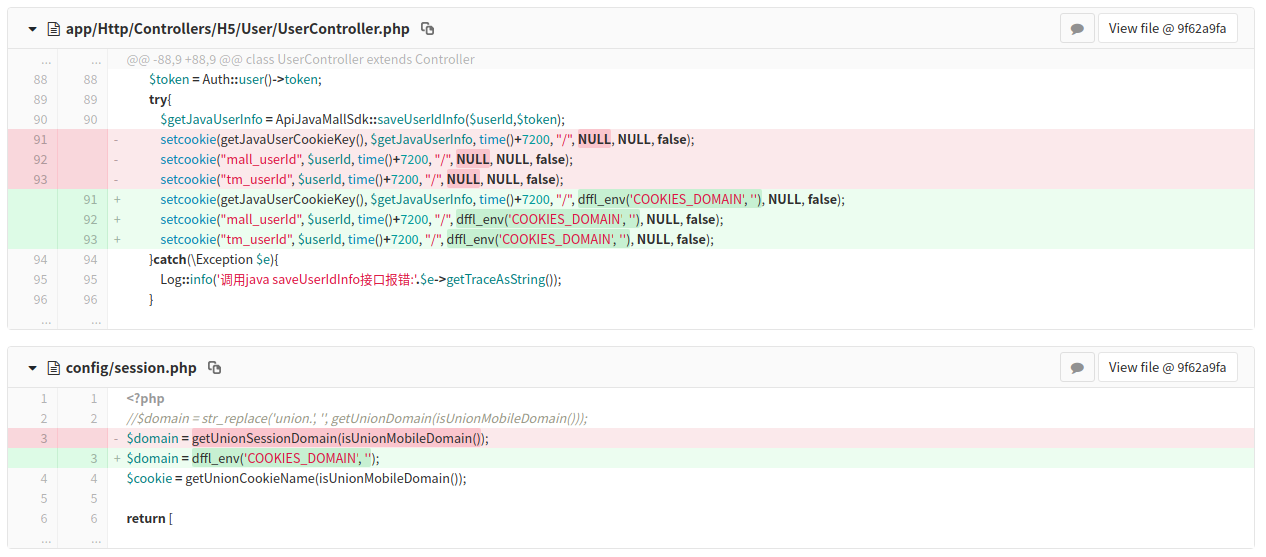 app/Http/Controllers/H5/User/UserController.php View file @ 9f62a9fa
... ... @@ -88,9 +88,9 @@ class UserController extends Controller
88 88 $token = Auth::user()->token;
89 89 try{
90 90 $getJavaUserInfo = ApiJavaMallSdk::saveUserIdInfo($userId,$token);
91 - setcookie(getJavaUserCookieKey(), $getJavaUserInfo, time()+7200, "/", NULL, NULL, false);
92 - setcookie("mall_userId", $userId, time()+7200, "/", NULL, NULL, false);
93 - setcookie("tm_userId", $userId, time()+7200, "/", NULL, NULL, false);
91 + setcookie(getJavaUserCookieKey(), $getJavaUserInfo, time()+7200, "/", dffl_env('COOKIES_DOMAIN', ''), NULL, false);
92 + setcookie("mall_userId", $userId, time()+7200, "/", dffl_env('COOKIES_DOMAIN', ''), NULL, false);
93 + setcookie("tm_userId", $userId, time()+7200, "/", dffl_env('COOKIES_DOMAIN', ''), NULL, false);
94 94 }catch(\Exception $e){
95 95 Log::info('调用java saveUserIdInfo接口报错:'.$e->getTraceAsString());
96 96 }
... ...
config/session.php View file @ 9f62a9fa
1 1 <?php
2 2 //$domain = str_replace('union.', '', getUnionDomain(isUnionMobileDomain()));
3 - $domain = getUnionSessionDomain(isUnionMobileDomain());
3 + $domain = dffl_env('COOKIES_DOMAIN', '');
4 4 $cookie = getUnionCookieName(isUnionMobileDomain());
5 5
6 6 return [
... ...